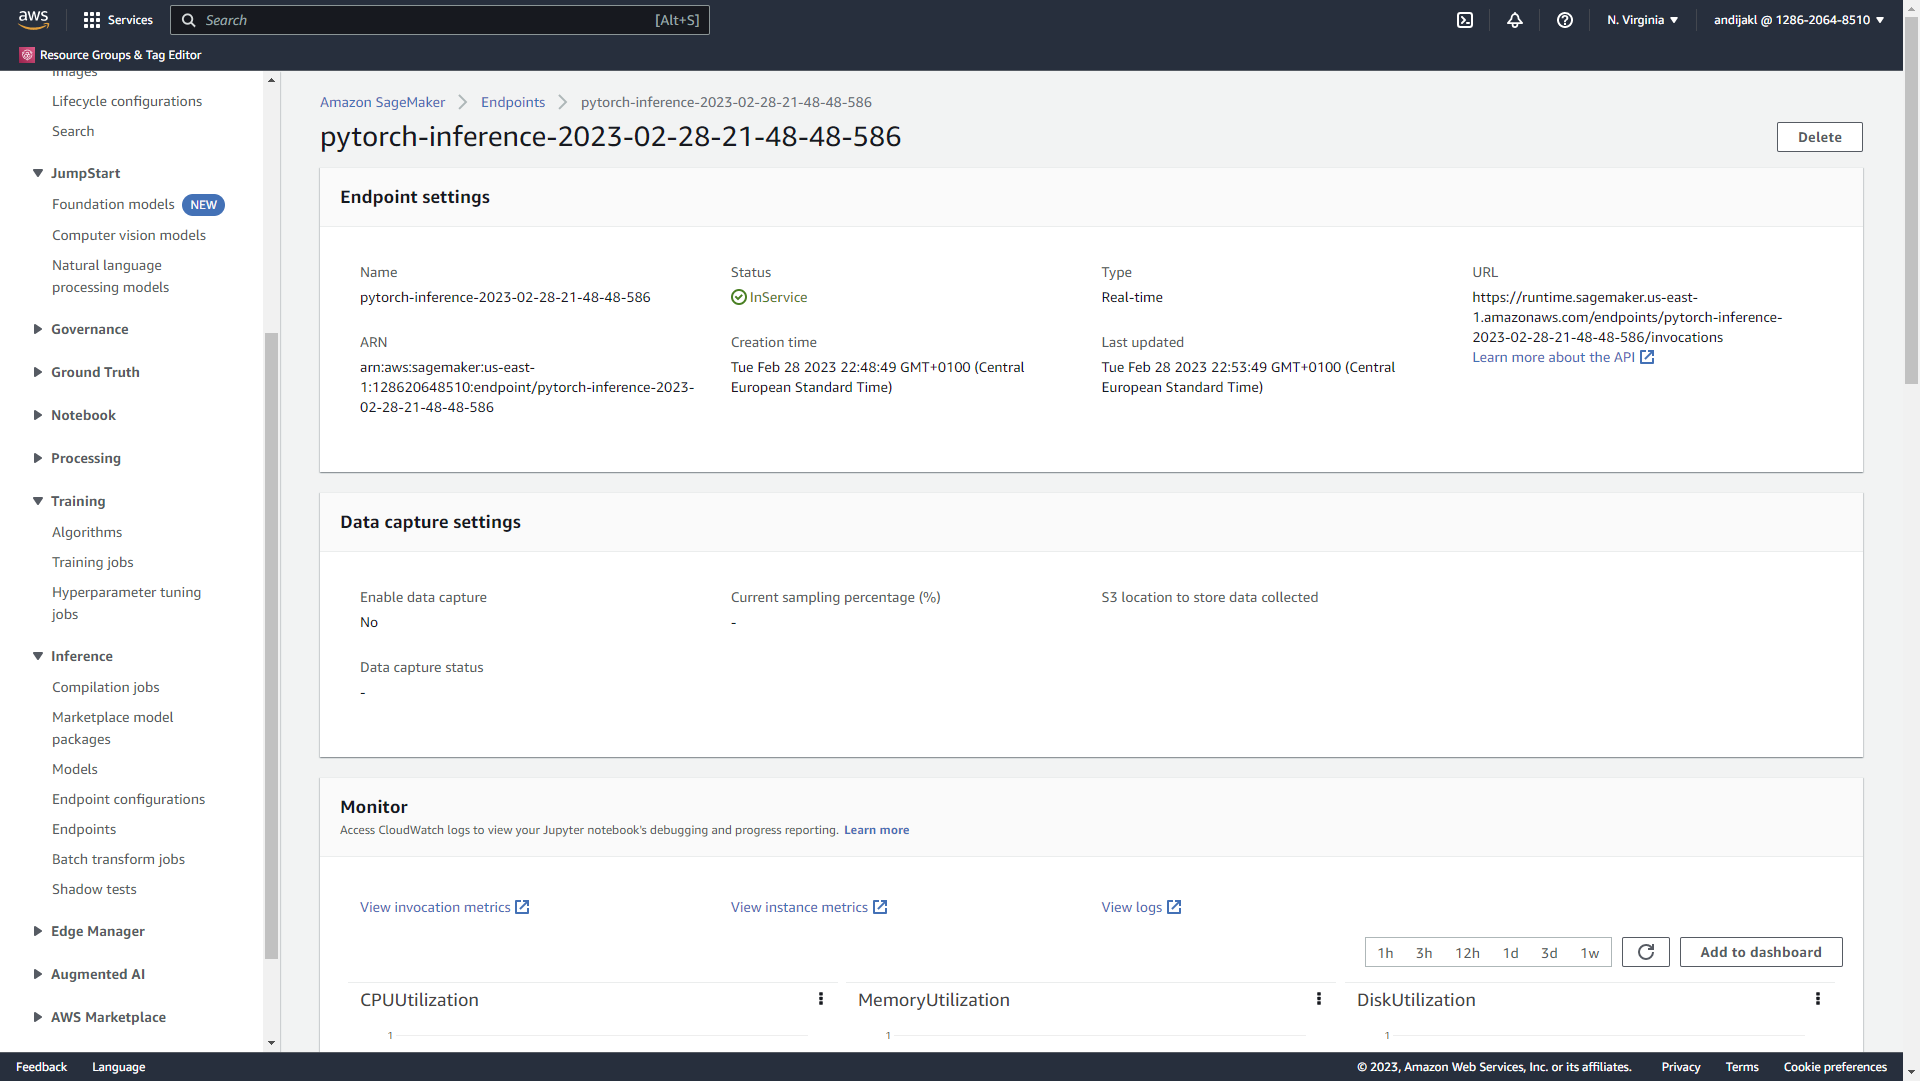 aws
Services
Search
[Alt+S]
N. Virginia
andijakl @ 1286-2064-8510
Resource Groups & Tag Editor
Images
Lifecycle configurations
Search
JumpStart
Foundation models NEW
Computer vision models
Natural language
processing models
Governance
Ground Truth
Notebook
Processing
Training
Algorithms
Training jobs
Hyperparameter tuning
jobs
Inference
Compilation jobs
Marketplace model
packages
Models
Endpoint configurations
Endpoints
Batch transform jobs
Shadow tests
Edge Manager
Augmented AI
AWS Marketplace
Amazon SageMaker
Endpoints
pytorch-inference-2023-02-28-21-48-48-586
pytorch-inference-2023-02-28-21-48-48-586
Delete
Endpoint settings
Name
pytorch-inference-2023-02-28-21-48-48-586
Status
InService
Type
Real-time
URL
https://runtime.sagemaker.us-east-
1.amazonaws.com/endpoints/pytorch-inference-
2023-02-28-21-48-48-586/invocations
Learn more about the API
ARN
arn:aws:sagemaker:us-east-
1:128620648510:endpoint/pytorch-inference-2023-
02-28-21-48-48-586
Creation time
Tue Feb 28 2023 22:48:49 GMT+0100 (Central
European Standard Time)
Last updated
Tue Feb 28 2023 22:53:49 GMT+0100 (Central
European Standard Time)
Data capture settings
Enable data capture
No
Current sampling percentage (%)
-
S3 location to store data collected
Data capture status
-
Monitor
Access CloudWatch logs to view your Jupyter notebook's debugging and progress reporting. Learn more
View invocation metrics
View instance metrics
View logs
1h 3h 12h 1d 3d 1w
Add to dashboard
CPUUtilization
1
MemoryUtilization
1
DiskUtilization
1
Feedback
Language
© 2023, Amazon Web Services, Inc. or its affiliates.
Privacy
Terms
Cookie preferences